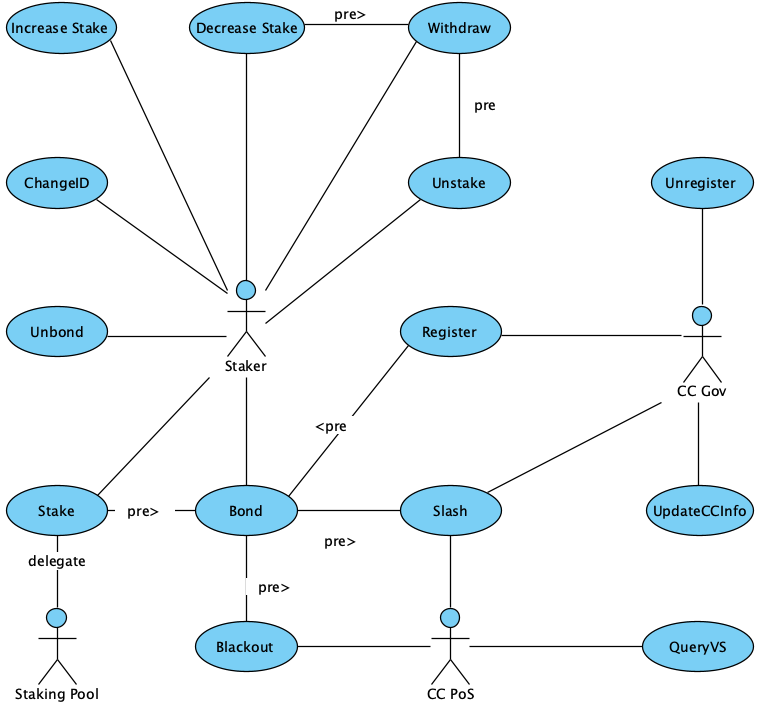 Increase Stake
Decrease Stake
pre>
Withdraw
pre
ChangeID
Unstake
Unregister
Unbond
Register
Staker
CC Gov
<pre
Stake
pre>
Bond
Slash
UpdateCCInfo
pre>
delegate
pre>
Blackout
QueryVS
Staking Pool
CC PoS